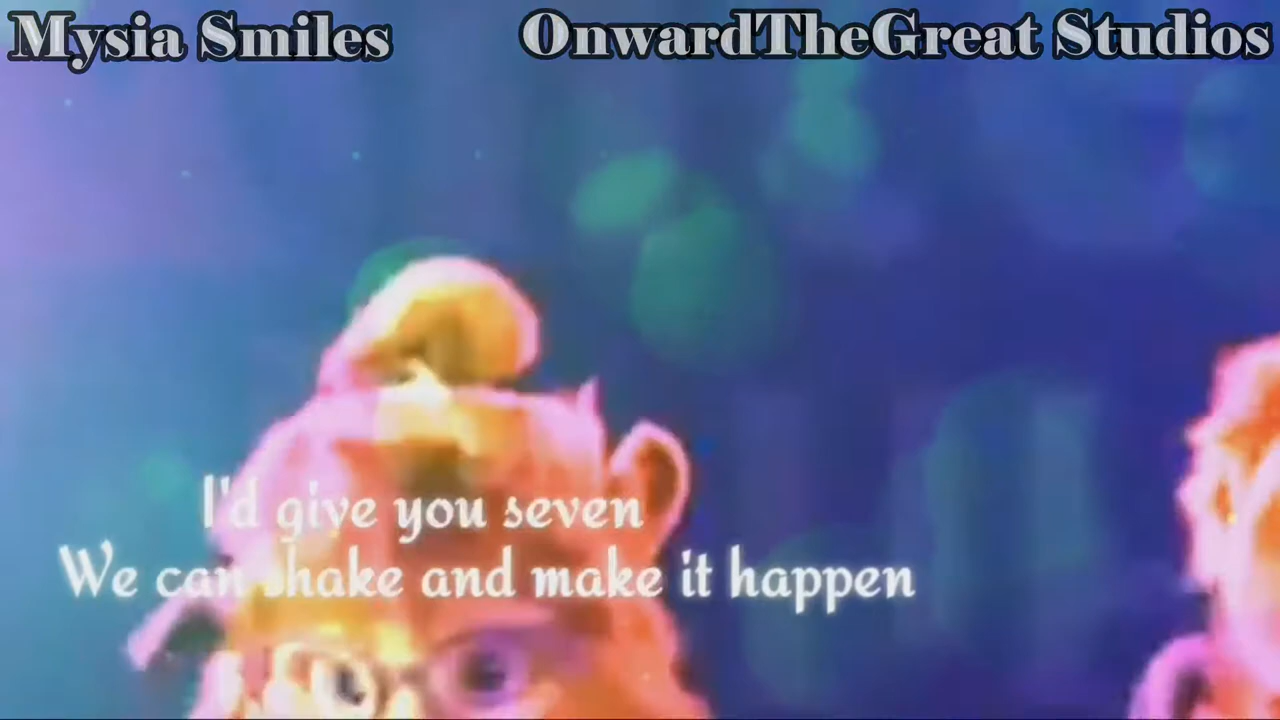 Mysia Smiles OnwardTheGreat Studios
I'd give you seven
We can shake and make it happen